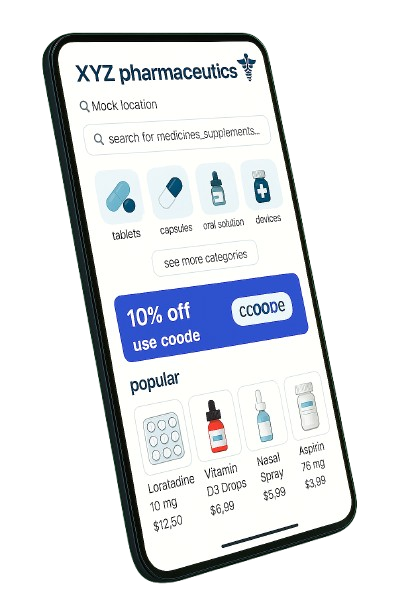 XYZ pharmaceutics
Mock location
search for medicines_supplements...
tablets
capsules
oral solution
devices
see more categories
10% off
use coode
ccoode
popular
Loratadine
10 mg
$12,50
Vitamin
D3 Drops
$6,99
Nasal
Spray
$5,99
Aspirin
76 mg
$3,99